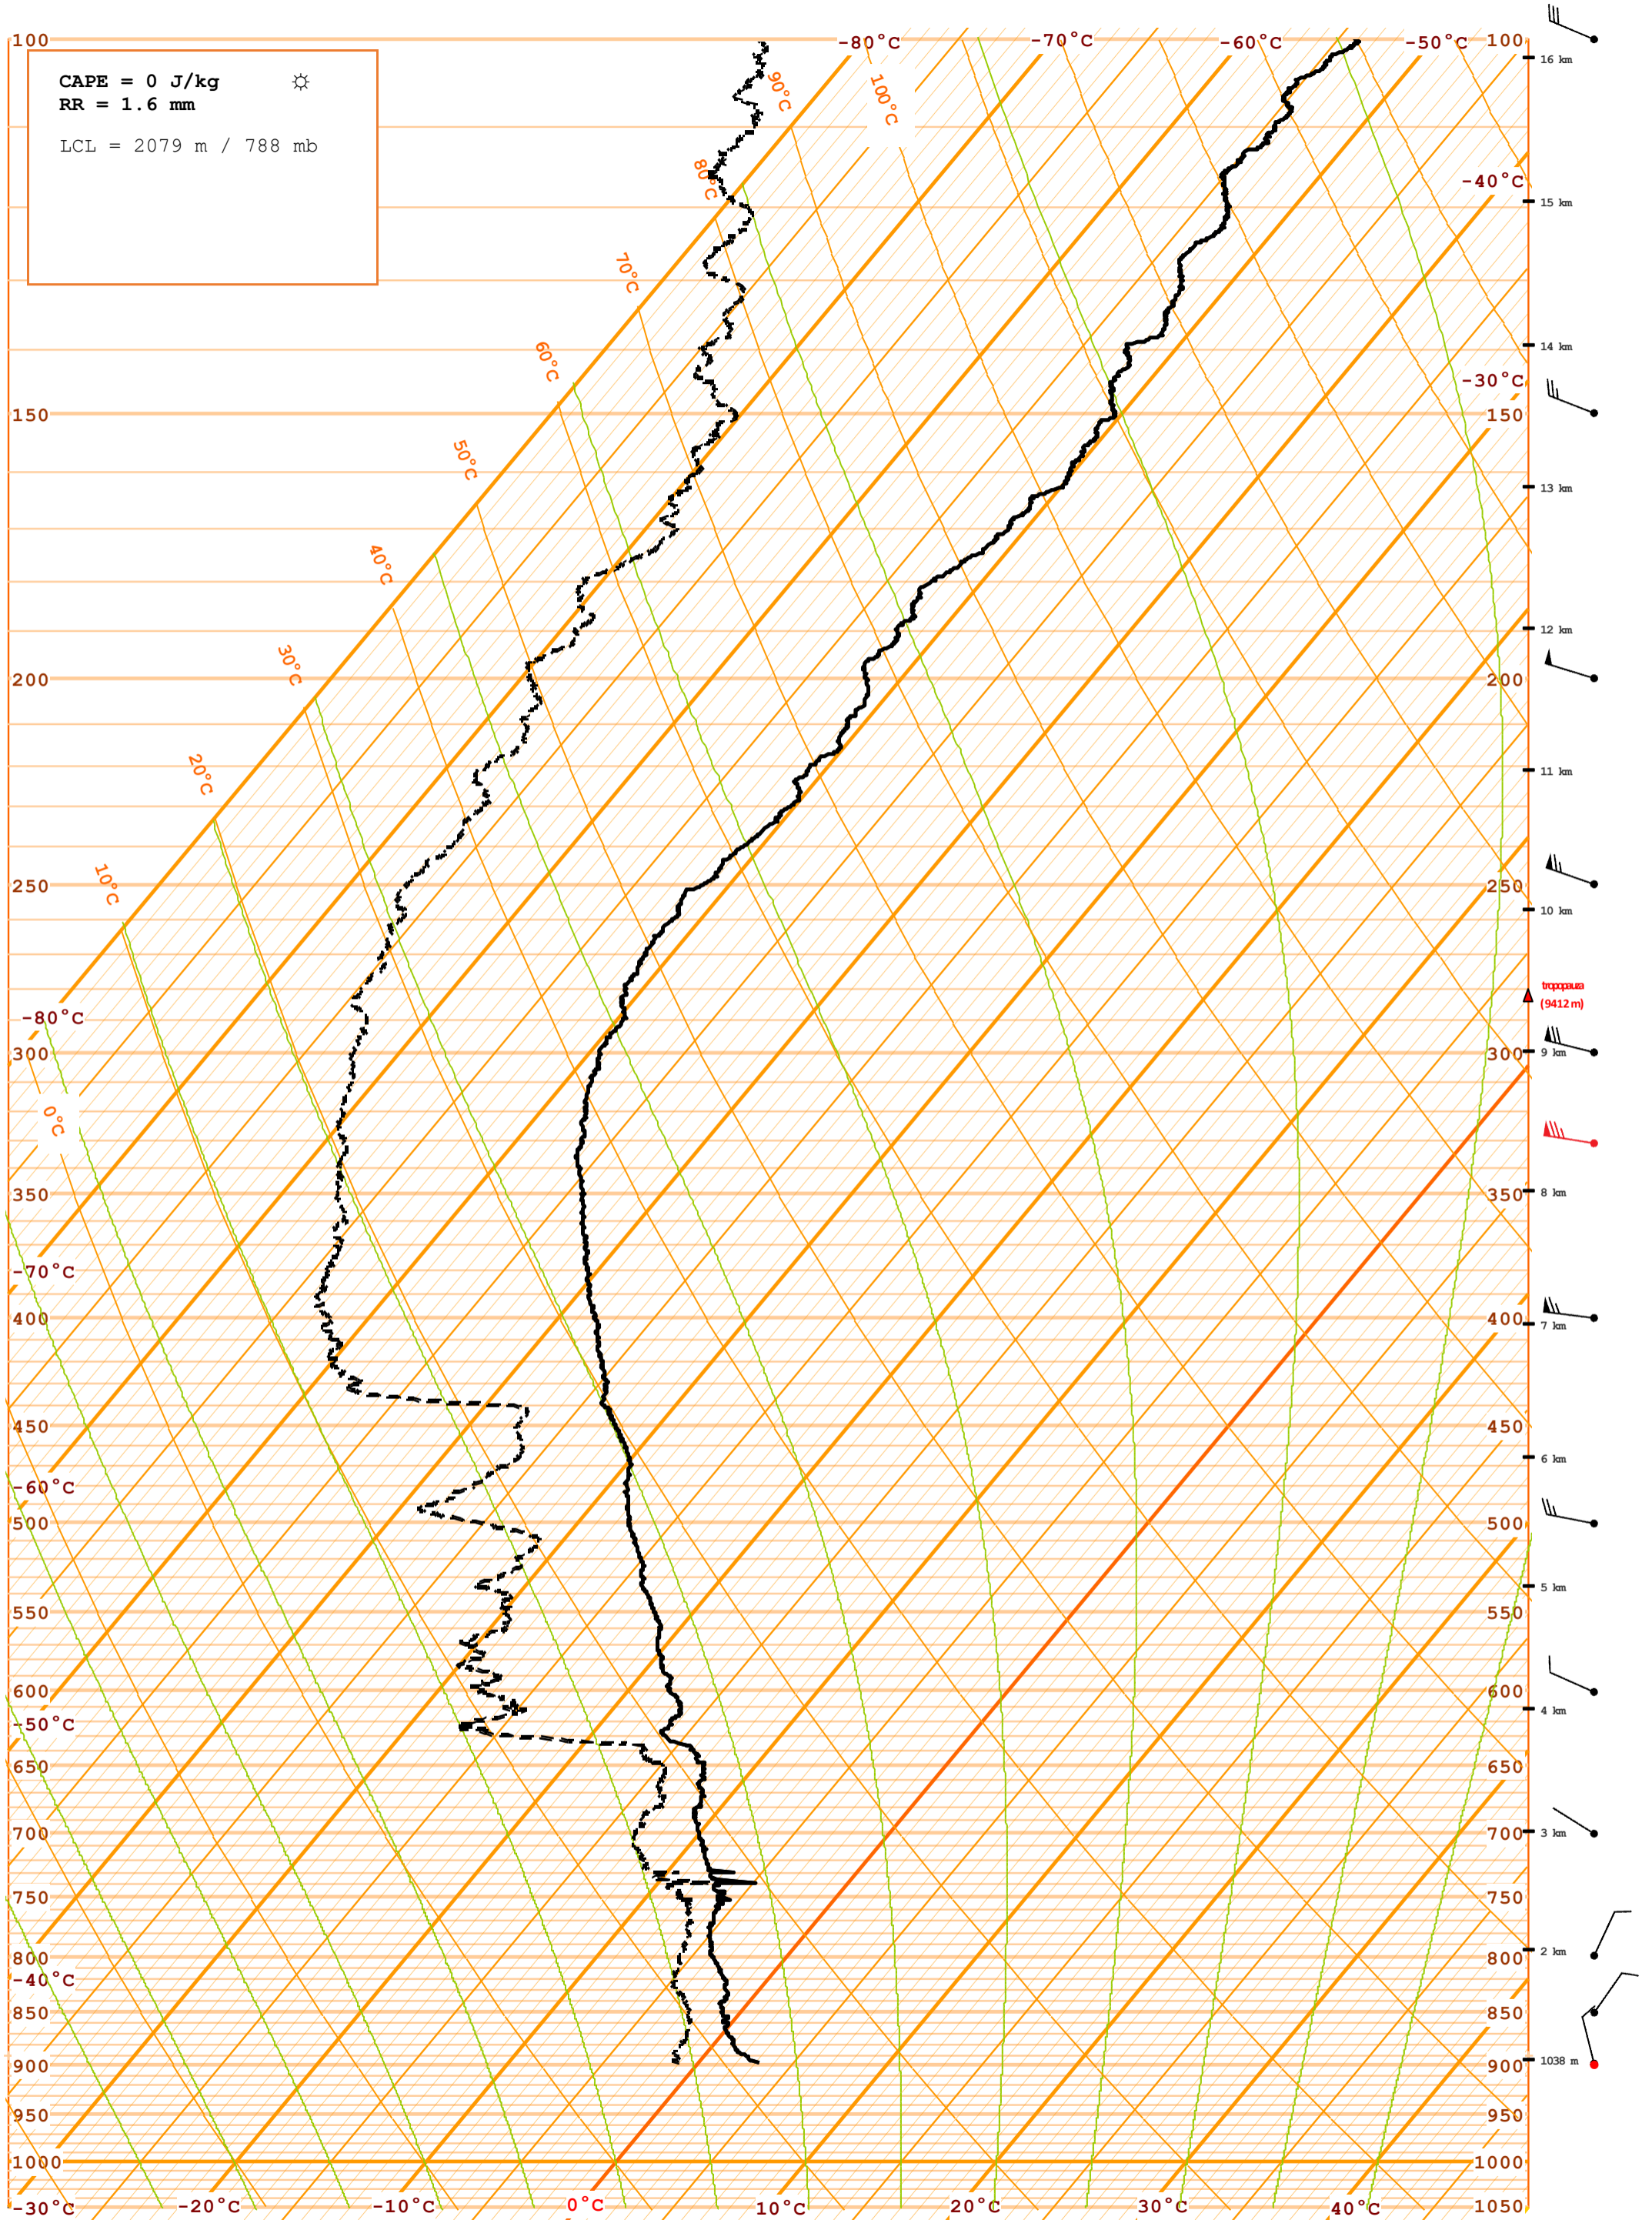 100 -80°C -70°C -60°C -50°C 100
16 km
CAPE = 0 J/kg ☼
RR = 1.6 mm
LCL = 2079 m / 788 mb
90°C 100°C
80°C -40°C
15 km
70°C
14 km
60°C -30°C
150 150
50°C
13 km
40°C
12 km
30°C
200 200
20°C
11 km
10°C
250 250
10 km
tropopauza
(9412 m)
-80°C
300 300 9 km
0°C
350 350 8 km
-70°C
400 400 7 km
450 450
6 km
-60°C
500 500
5 km
550 550
600 600
4 km
-50°C
650 650
700 700 3 km
750 750
800 800 2 km
-40°C
850 850
900 900 1038 m
950 950
1000 1000
-30°C -20°C -10°C 0°C 10°C 20°C 30°C 40°C 1050